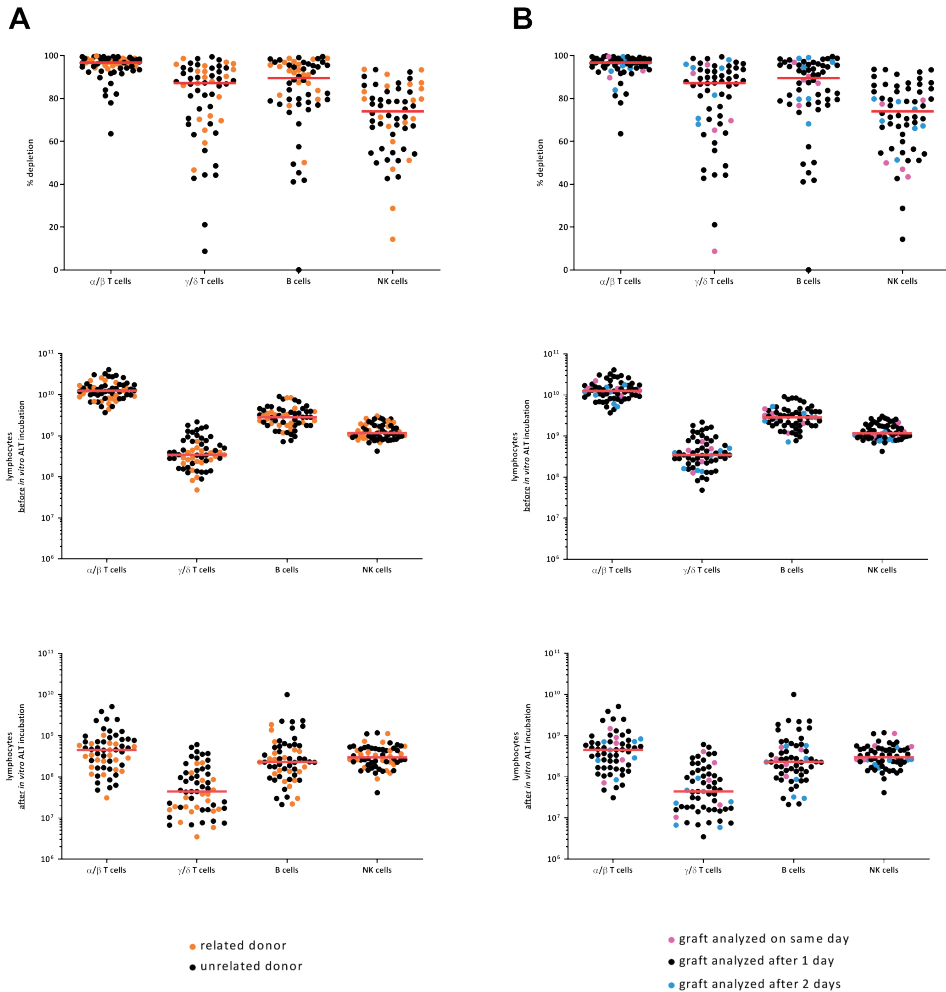 A
B
100
80
60
40
20
0
% depletion
α/β T cells
γ/δ T cells
B cells
NK cells
100
80
60
40
20
0
% depletion
α/β T cells
γ/δ T cells
B cells
NK cells
10¹¹
10¹⁰
10⁹
10⁸
10⁷
10⁶
lymphocytes
before in vitro ALT incubation
α/β T cells
γ/δ T cells
B cells
NK cells
10¹¹
10¹⁰
10⁹
10⁸
10⁷
10⁶
lymphocytes
before in vitro ALT incubation
α/β T cells
γ/δ T cells
B cells
NK cells
10¹¹
10¹⁰
10⁹
10⁸
10⁷
10⁶
lymphocytes
after in vitro ALT incubation
α/β T cells
γ/δ T cells
B cells
NK cells
10¹¹
10¹⁰
10⁹
10⁸
10⁷
10⁶
lymphocytes
after in vitro ALT incubation
α/β T cells
γ/δ T cells
B cells
NK cells
related donor
unrelated donor
graft analyzed on same day
graft analyzed after 1 day
graft analyzed after 2 days